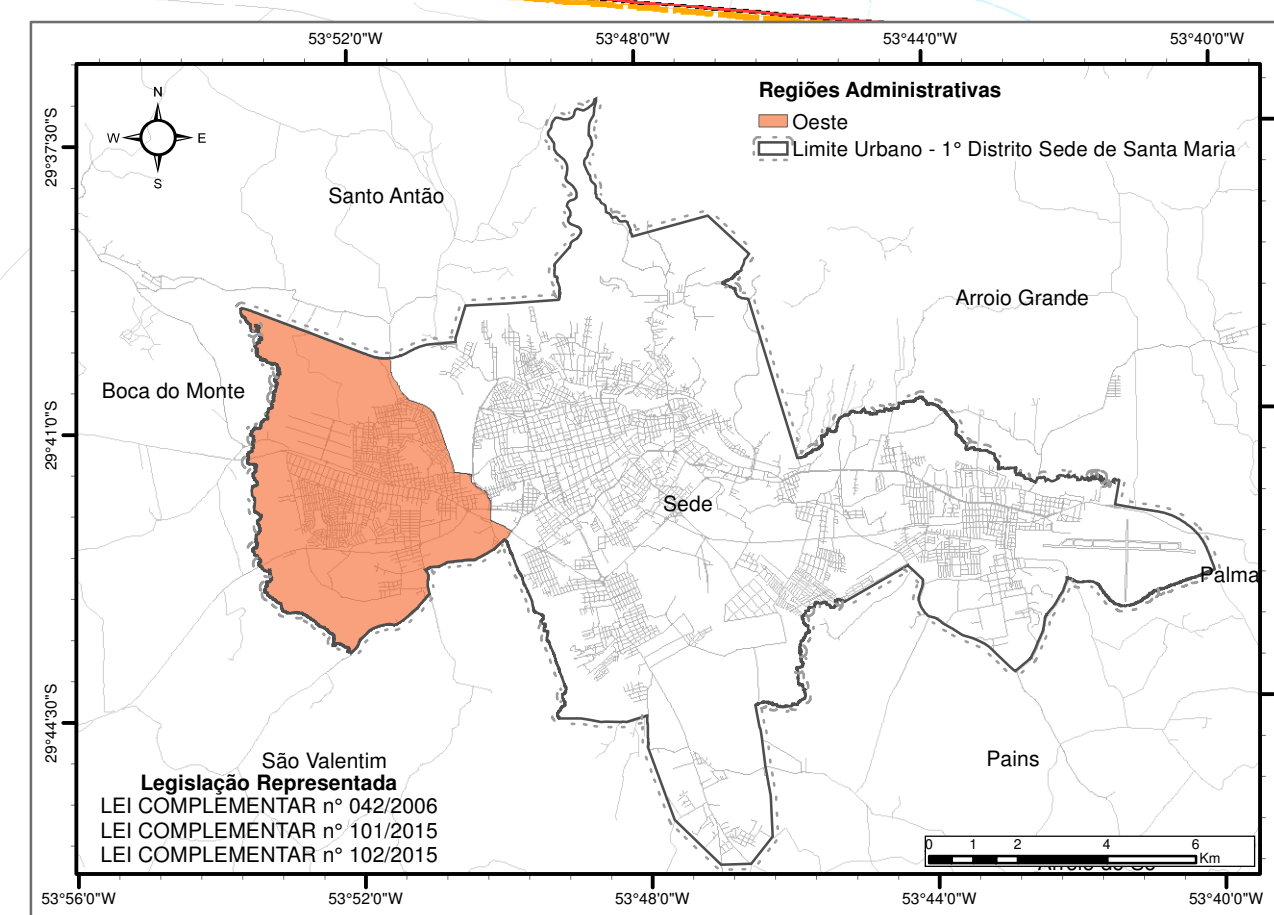 53°52'0"W
53°48'0"W
53°44'0"W
53°40'0"W
N
W
E
S
29°37'30"S
29°41'0"S
29°44'30"S
Regiões Administrativas
Oeste
Limite Urbano - 1° Distrito Sede de Santa Maria
Santo Antão
Arroio Grande
Boca do Monte
Sede
Palma
Pains
São Valentim
Legislação Representada
LEI COMPLEMENTAR n° 042/2006
LEI COMPLEMENTAR n° 101/2015
LEI COMPLEMENTAR n° 102/2015
0 1 2 4 6
Km
53°56'0"W
53°52'0"W
53°48'0"W
53°44'0"W
53°40'0"W